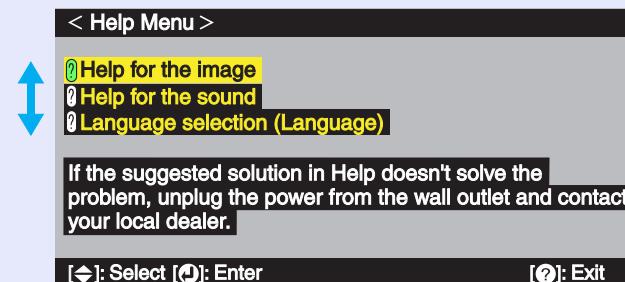 < Help Menu >
?Help for the image
?Help for the sound
?Language selection (Language)
If the suggested solution in Help doesn't solve the
problem, unplug the power from the wall outlet and contact
your local dealer.
[◆]: Select [↵]: Enter [?]: Exit